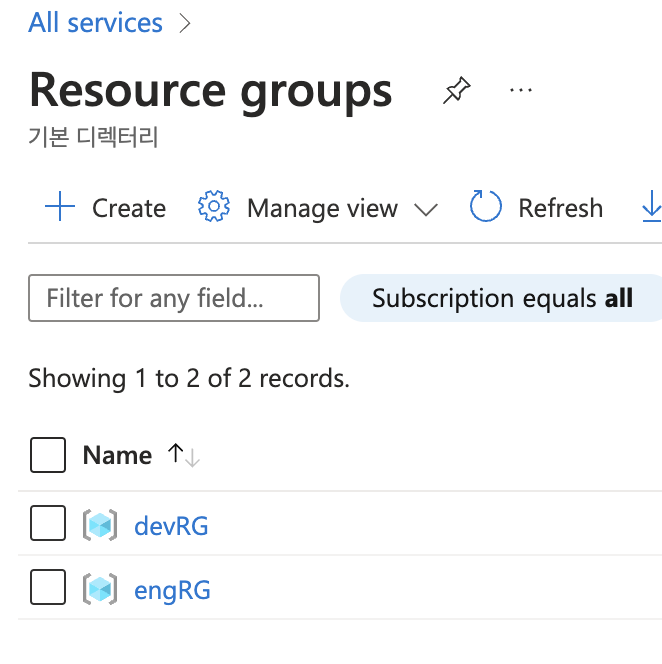 All services >
Resource groups ...
기본 디렉터리
+ Create Manage view Refresh
Filter for any field... Subscription equals all
Showing 1 to 2 of 2 records.
Name ↑↓
devRG
engRG